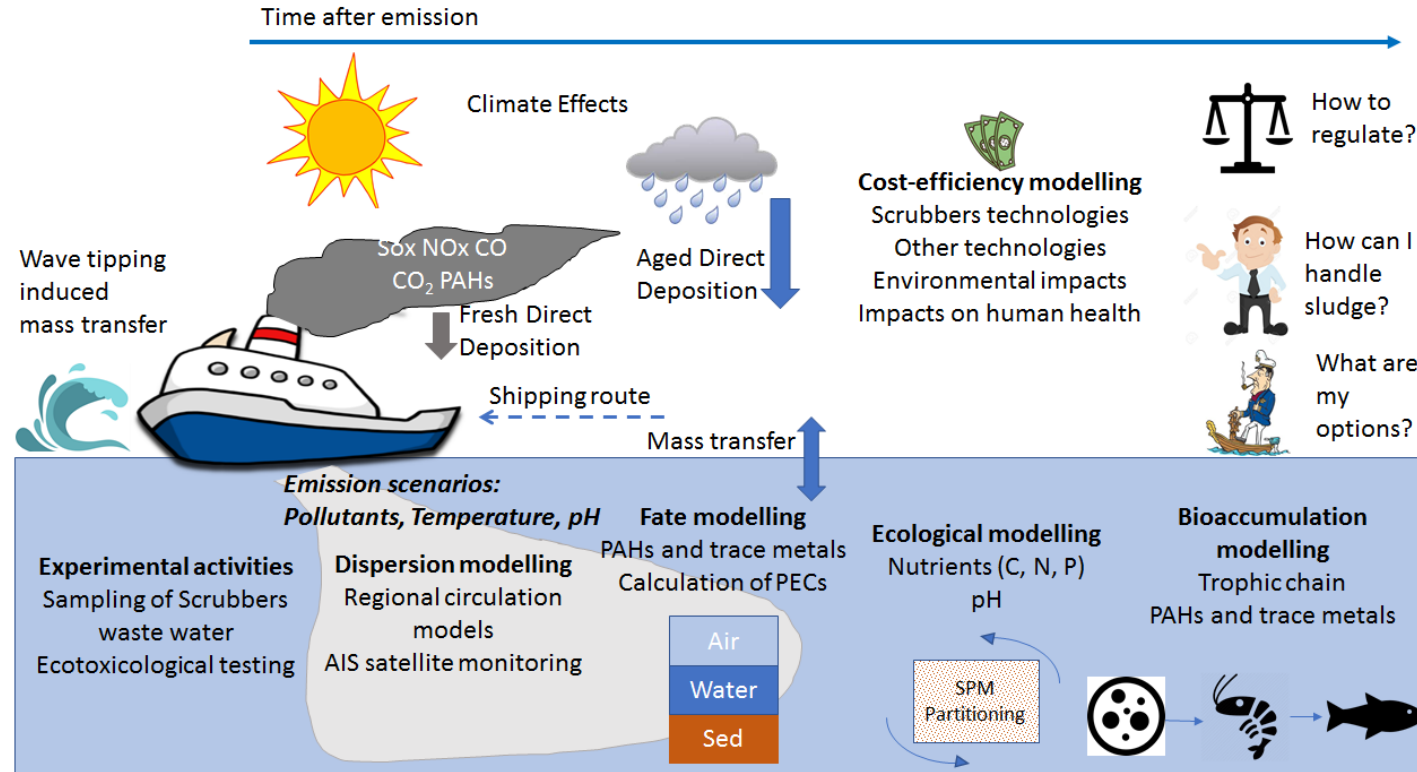 Time after emission
Climate Effects
How to
regulate?
Cost-efficiency modelling
Scrubbers technologies
Other technologies
Environmental impacts
Impacts on human health
Sox NOx CO
CO₂ PAHs
Aged Direct
Deposition
Wave tipping
induced
mass transfer
Fresh Direct
Deposition
How can I
handle
sludge?
Shipping route
What are
my
options?
Mass transfer
Emission scenarios:
Pollutants, Temperature, pH
Experimental activities
Sampling of Scrubbers
waste water
Ecotoxicological testing
Dispersion modelling
Regional circulation
models
AIS satellite monitoring
Fate modelling
PAHs and trace metals
Calculation of PECs
Air
Water
Sed
Ecological modelling
Nutrients (C, N, P)
pH
SPM
Partitioning
Bioaccumulation
modelling
Trophic chain
PAHs and trace metals